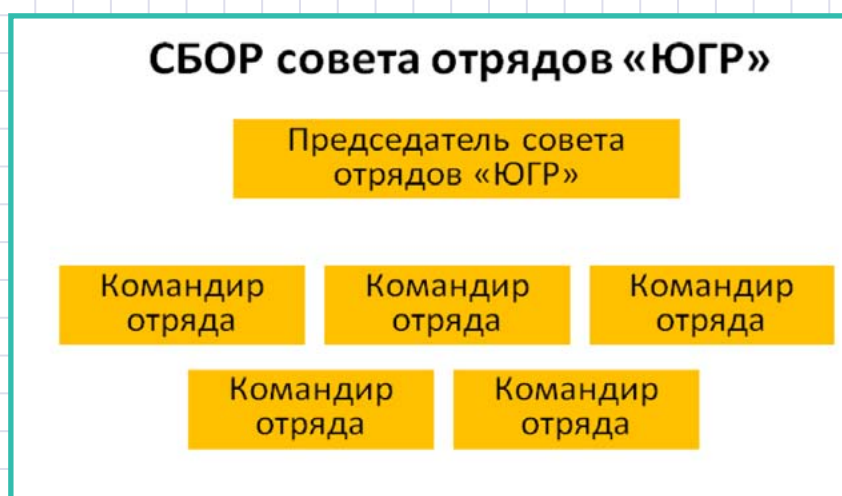 СБОР совета отрядов «ЮГР»
Председатель совета
отрядов «ЮГР»
Командир
отряда
Командир
отряда
Командир
отряда
Командир
отряда
Командир
отряда